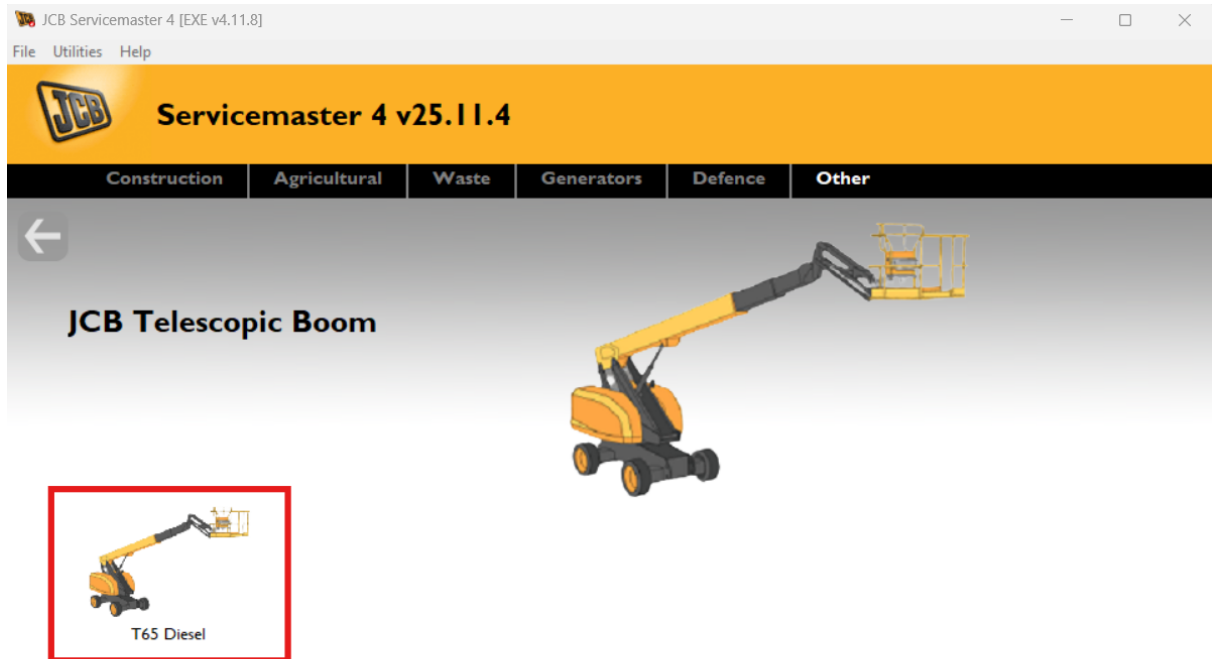 JCB Servicemaster 4 [EXE v4.11.8]
File Utilities Help
JCB
Servicemaster 4 v25.11.4
Construction Agricultural Waste Generators Defence Other
JCB Telescopic Boom
T65 Diesel